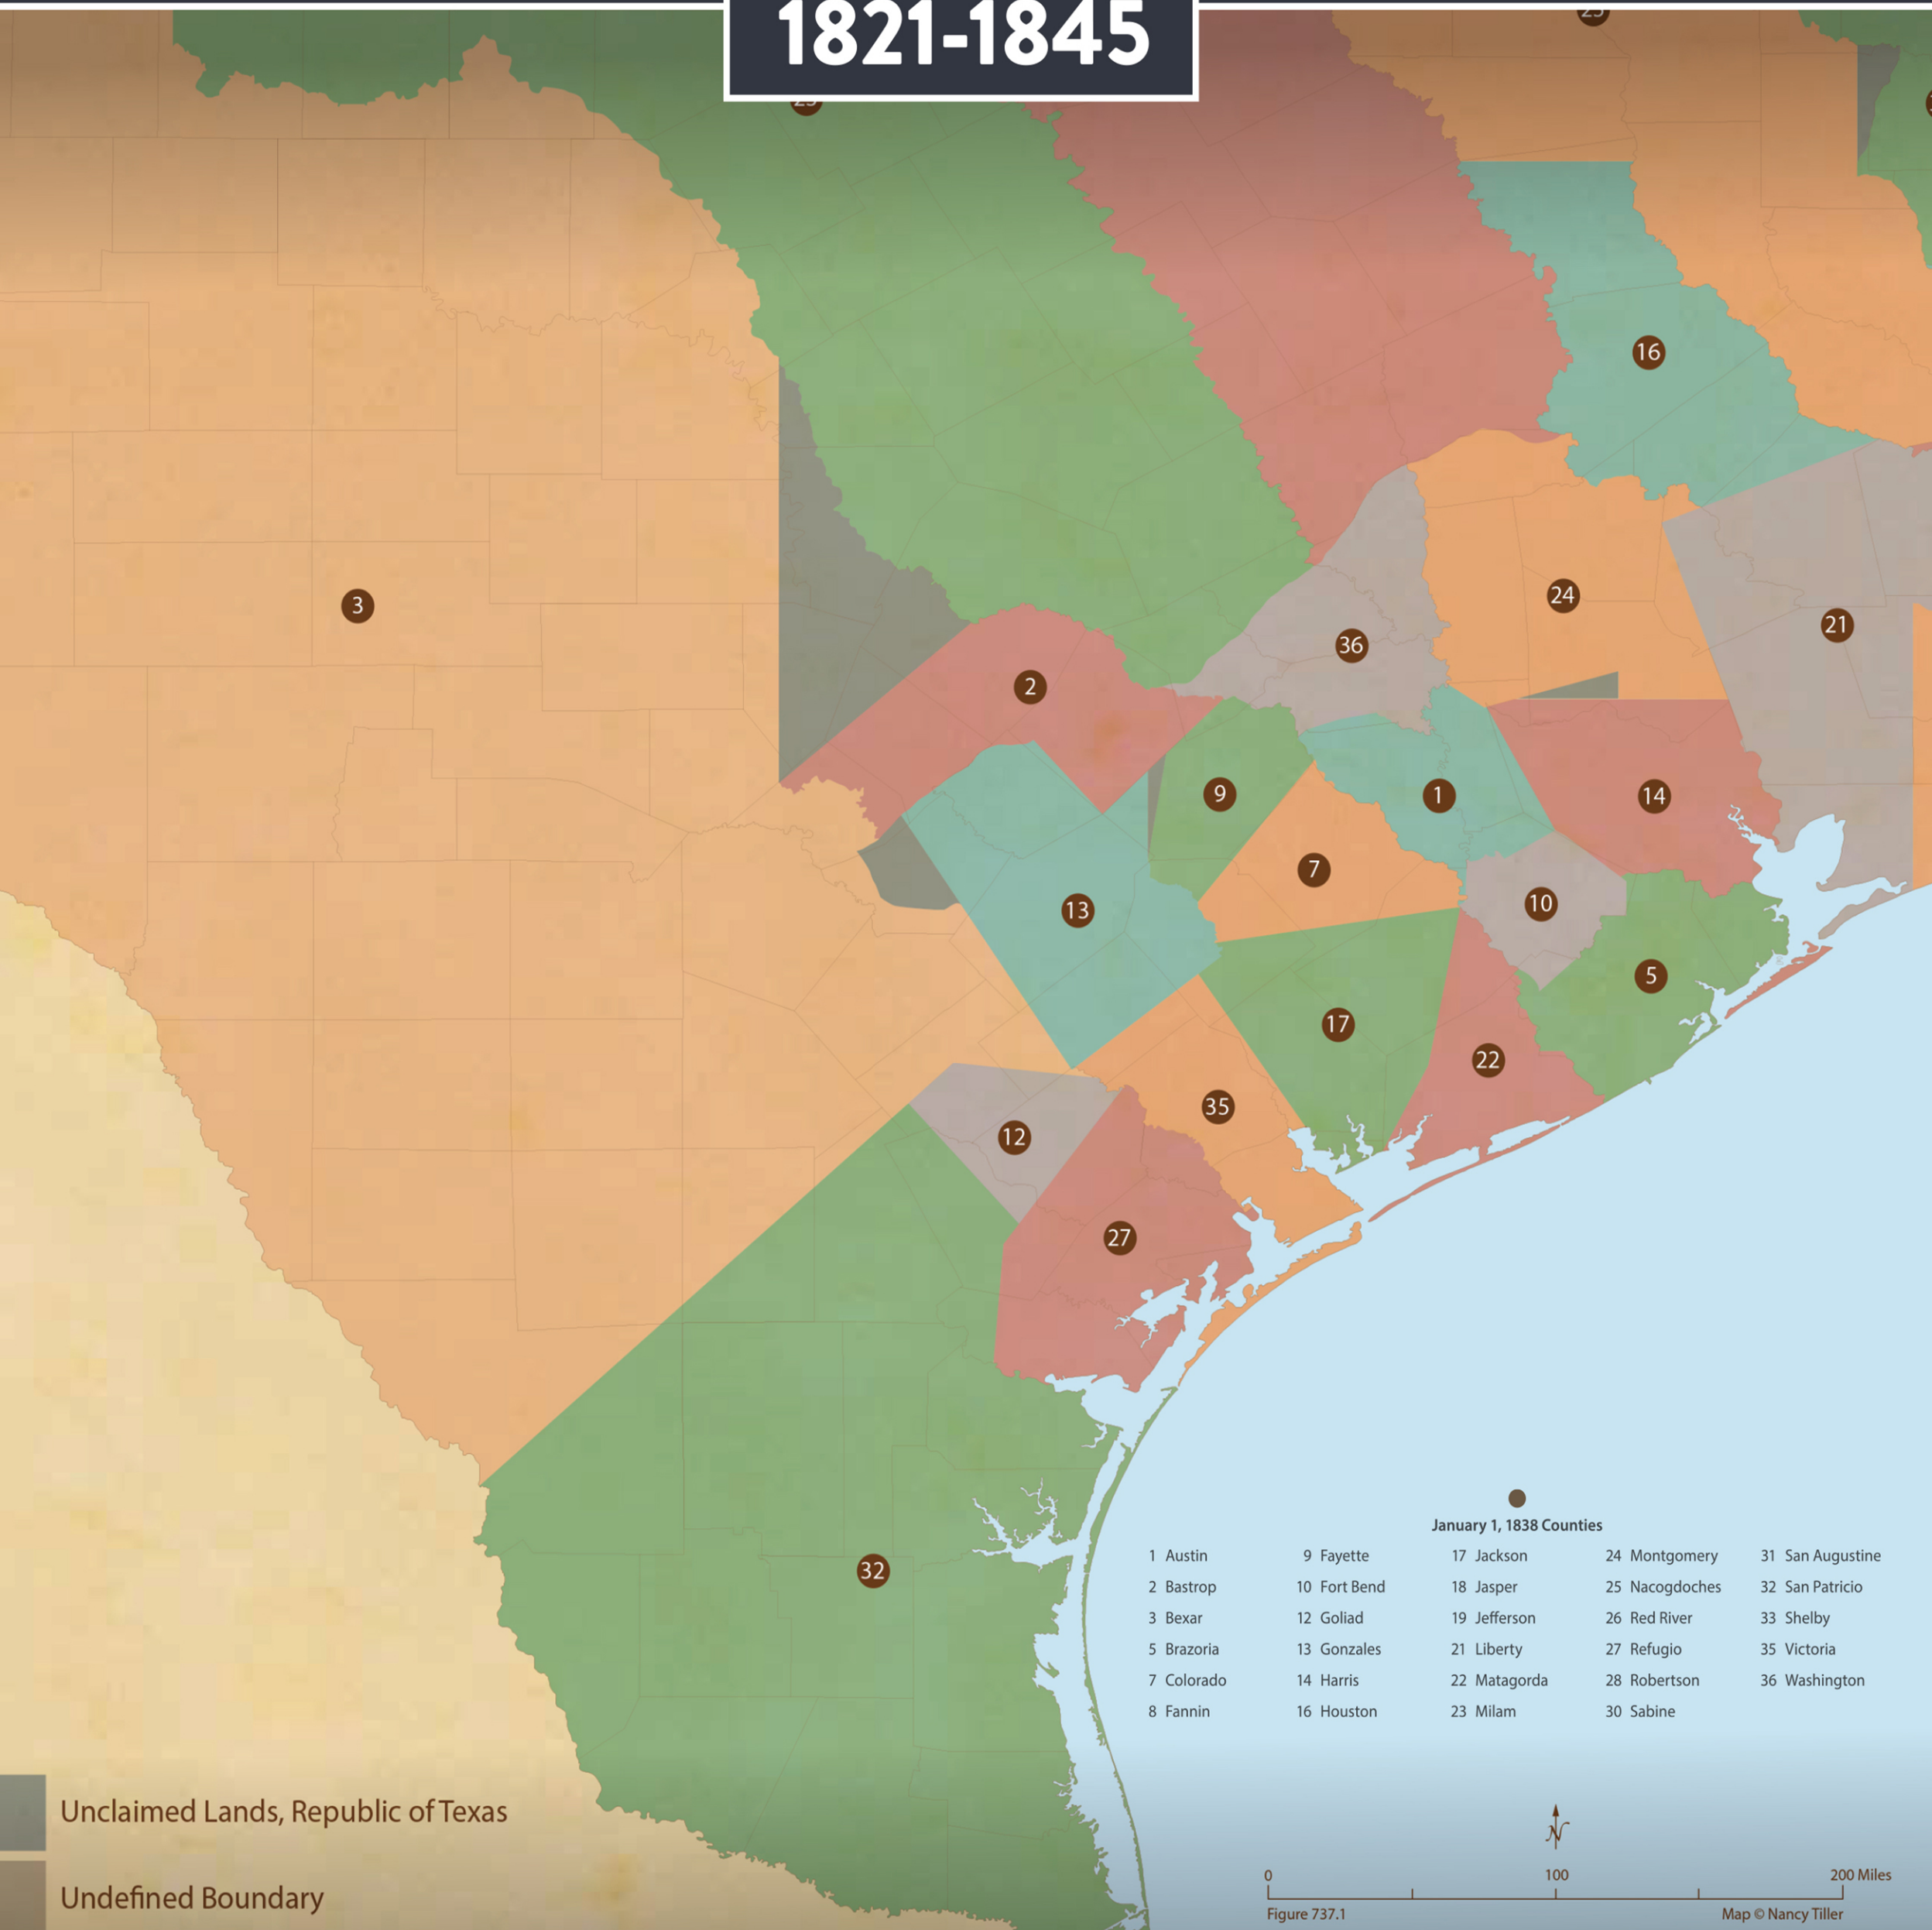 1821-1845
25
23
16
3
24
21
36
2
9
1
14
7
10
13
5
17
22
35
12
27
32
January 1, 1838 Counties
1 Austin 9 Fayette 17 Jackson 24 Montgomery 31 San Augustine
2 Bastrop 10 Fort Bend 18 Jasper 25 Nacogdoches 32 San Patricio
3 Bexar 12 Goliad 19 Jefferson 26 Red River 33 Shelby
5 Brazoria 13 Gonzales 21 Liberty 27 Refugio 35 Victoria
7 Colorado 14 Harris 22 Matagorda 28 Robertson 36 Washington
8 Fannin 16 Houston 23 Milam 30 Sabine
Unclaimed Lands, Republic of Texas
Undefined Boundary
N
0 100 200 Miles
Figure 737.1 Map © Nancy Tiller